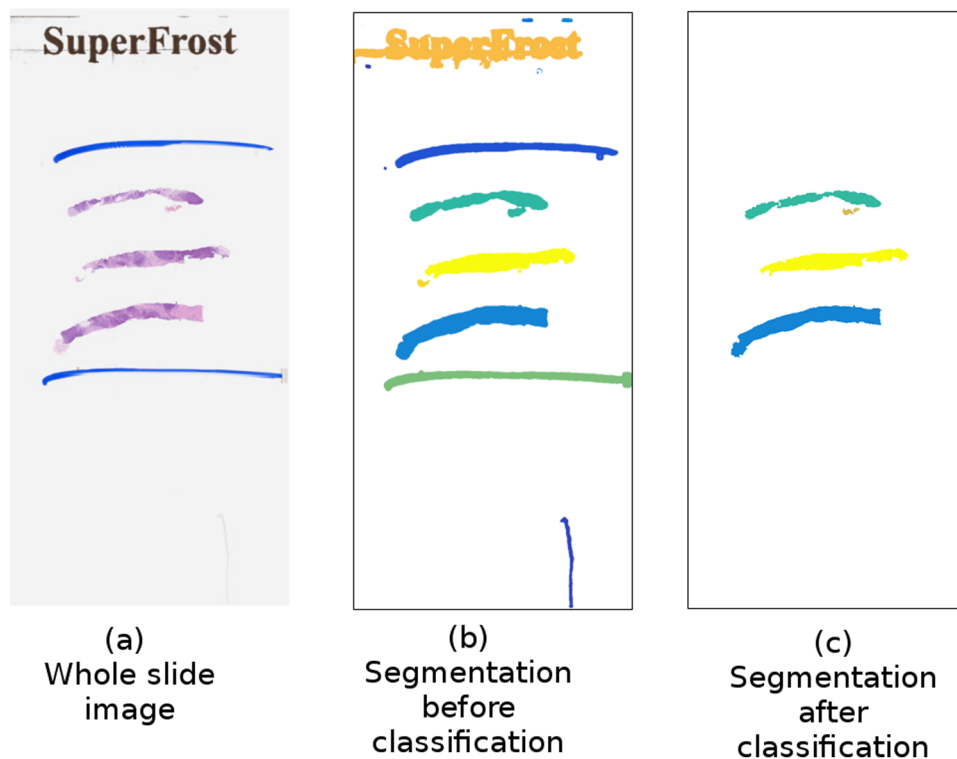 SuperFrost
SuperFrost
(a)
Whole slide
image
(b)
Segmentation
before
classification
(c)
Segmentation
after
classification